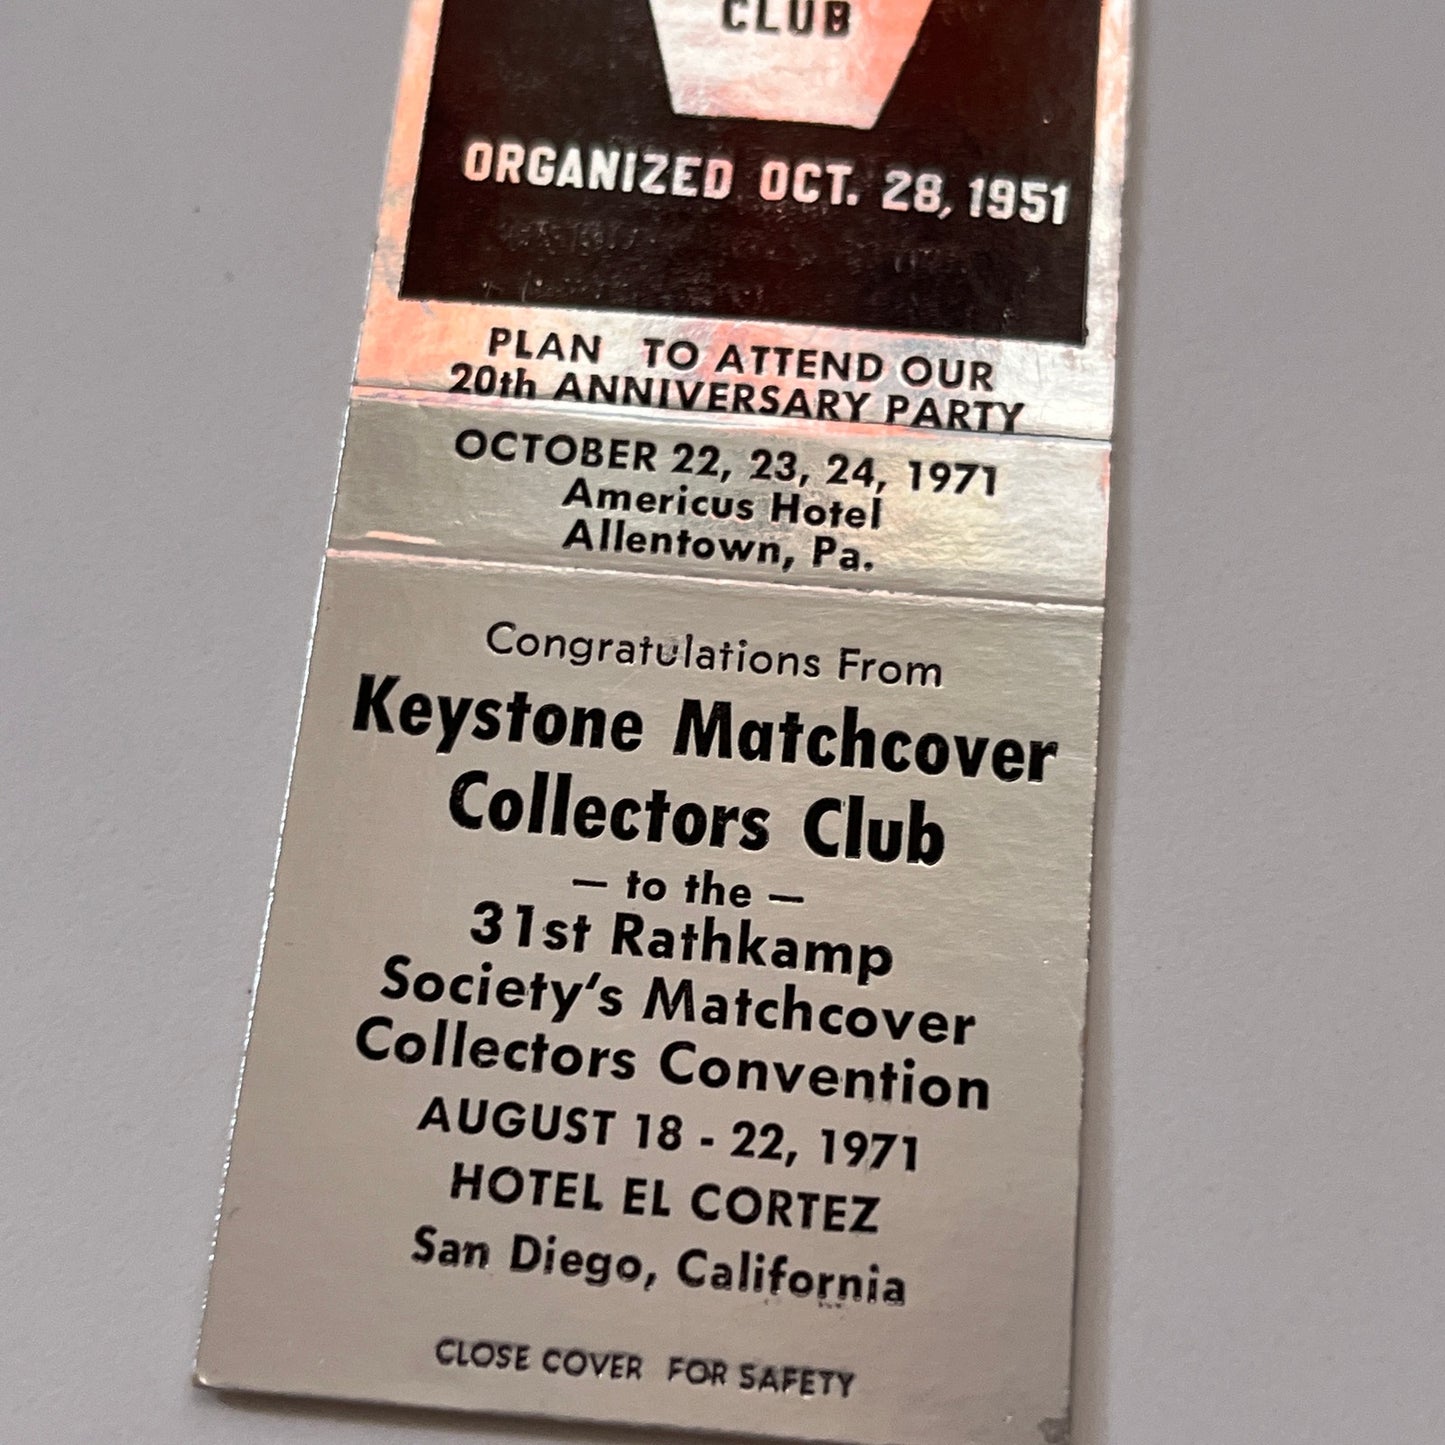 CLUB
ORGANIZED OCT. 28, 1951
PLAN TO ATTEND OUR
20th ANNIVERSARY PARTY
OCTOBER 22, 23, 24, 1971
Americus Hotel
Allentown, Pa.
Congratulations From
Keystone Matchcover
Collectors Club
— to the —
31st Rathkamp
Society's Matchcover
Collectors Convention
AUGUST 18 - 22, 1971
HOTEL EL CORTEZ
San Diego, California
CLOSE COVER FOR SAFETY